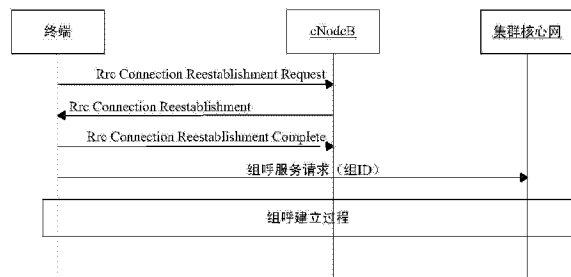 终端
eNodeB
集群核心网
Rrc Connection Reestablishment Request
Rrc Connection Reestablishment
Rrc Connection Reestablishment Complete
组呼服务请求（组ID）
组呼建立过程